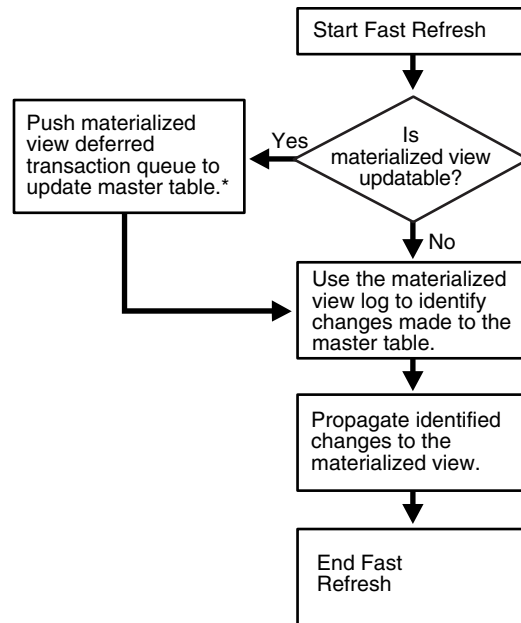 Start Fast Refresh
Is
materialized view
updatable?
Yes
Push materialized
view deferred
transaction queue to
update master table.*
No
Use the materialized
view log to identify
changes made to the
master table.
Propagate identified
changes to the
materialized view.
End Fast
Refresh